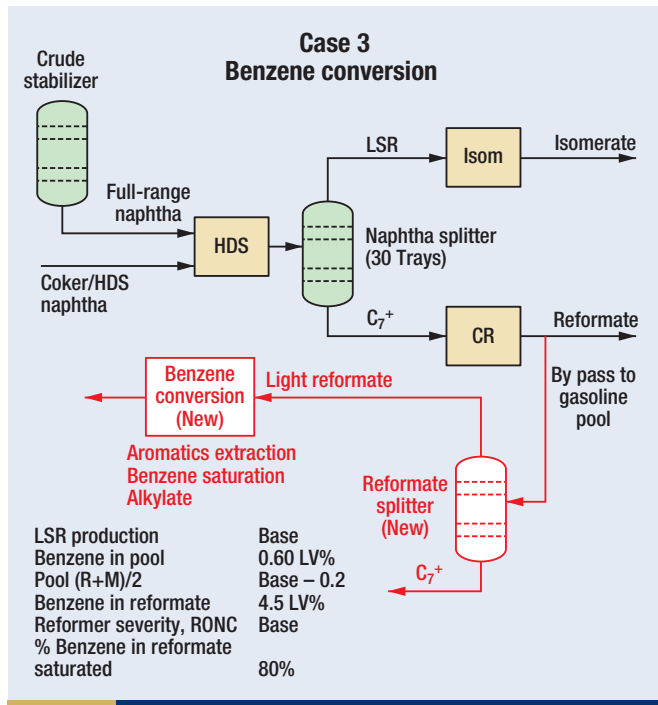 Case 3
Benzene conversion
Crude
stabilizer
LSR
Isom
Isomerate
Full-range
naphtha
HDS
Naphtha splitter
(30 Trays)
Coker/HDS
naphtha
C₇⁺
CR
Reformate
By pass to
gasoline
pool
Benzene
conversion
(New)
Light reformate
Aromatics extraction
Benzene saturation
Alkylate
Reformate
splitter
(New)
C₇⁺
LSR production Base
Benzene in pool 0.60 LV%
Pool (R+M)/2 Base – 0.2
Benzene in reformate 4.5 LV%
Reformer severity, RONC Base
% Benzene in reformate
saturated 80%